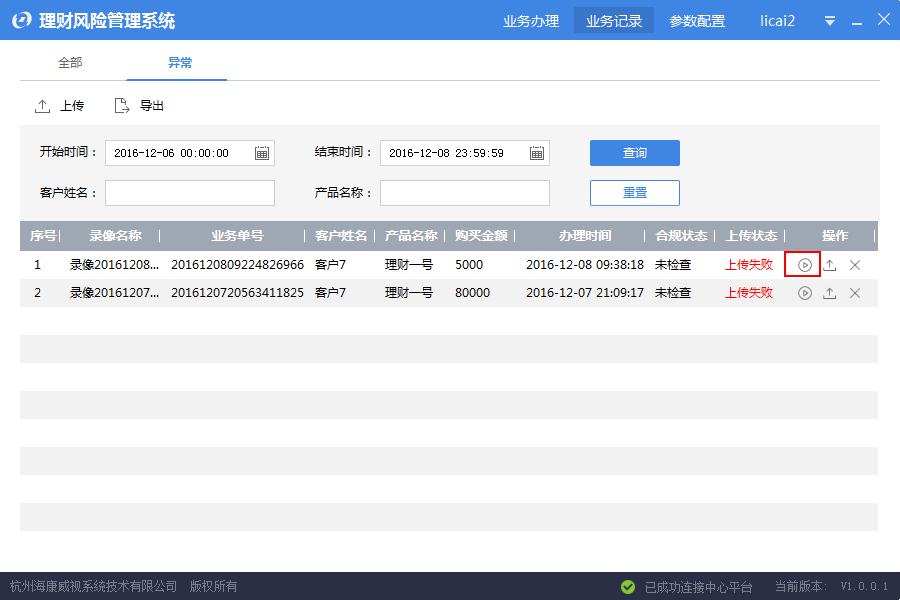 理财风险管理系统 业务办理 业务记录 参数配置 licai2
全部 异常
上传 导出
开始时间： 2016-12-06 00:00:00 结束时间： 2016-12-08 23:59:59 查询
客户姓名： 产品名称： 重置
序号 录像名称 业务单号 客户姓名 产品名称 购买金额 办理时间 合规状态 上传状态 操作
1 录像20161208... 2016120809224826966 客户7 理财一号 5000 2016-12-08 09:38:18 未检查 上传失败
2 录像20161207... 2016120720563411825 客户7 理财一号 80000 2016-12-07 21:09:17 未检查 上传失败
杭州海康威视系统技术有限公司 版权所有 已成功连接中心平台 当前版本： V1.0.0.1